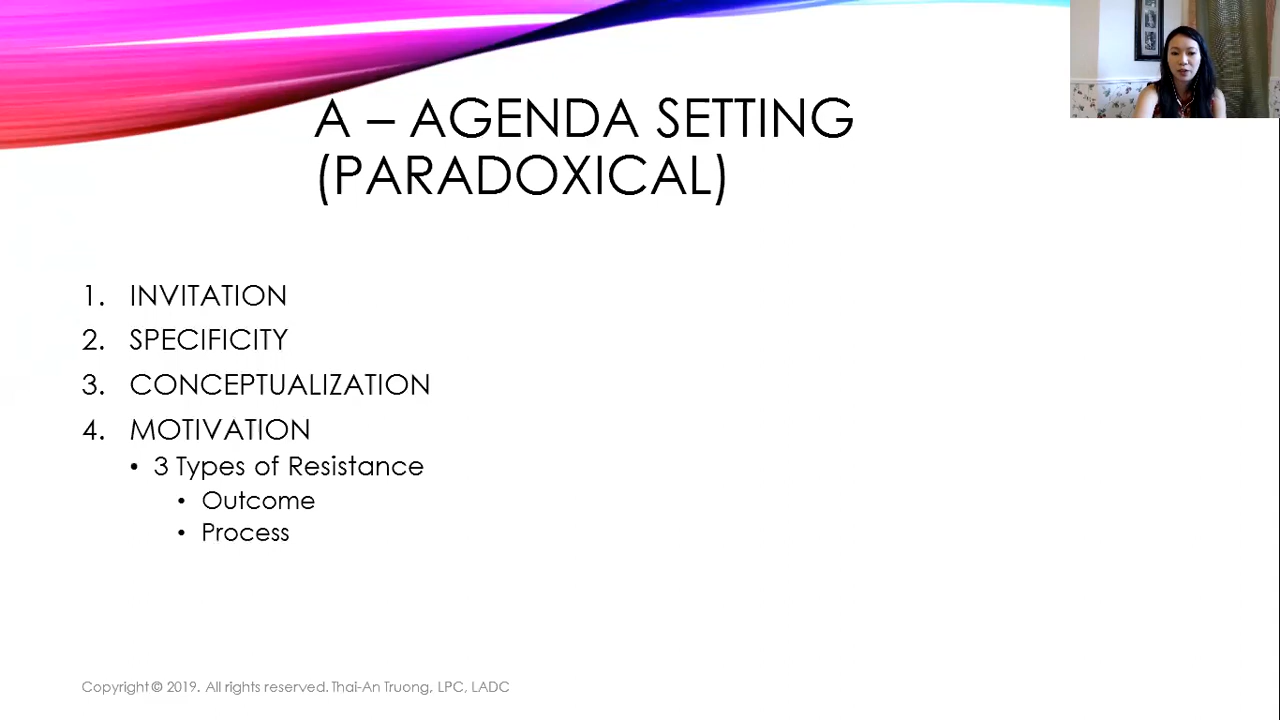 A – AGENDA SETTING
(PARADOXICAL)
1. INVITATION
2. SPECIFICITY
3. CONCEPTUALIZATION
4. MOTIVATION
• 3 Types of Resistance
• Outcome
• Process
Copyright © 2019. All rights reserved. Thai-An Truong, LPC, LADC